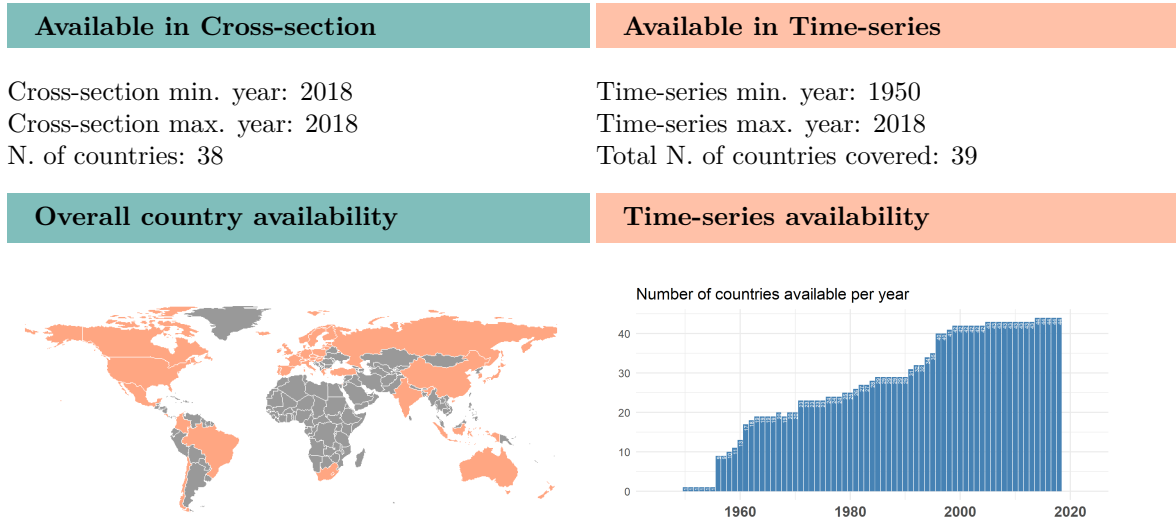 Available in Cross-section
Available in Time-series
Cross-section min. year: 2018
Cross-section max. year: 2018
N. of countries: 38
Time-series min. year: 1950
Time-series max. year: 2018
Total N. of countries covered: 39
Overall country availability
Time-series availability
Number of countries available per year
40
30
20
10
0
1960
1980
2000
2020